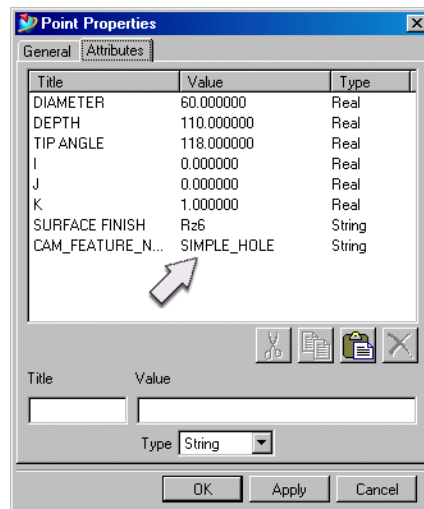 Point Properties
General Attributes
Title Value Type
DIAMETER 60.000000 Real
DEPTH 110.000000 Real
TIP ANGLE 118.000000 Real
I 0.000000 Real
J 0.000000 Real
K 1.000000 Real
SURFACE FINISH Rz6 String
CAM_FEATURE_N... SIMPLE_HOLE String
Title Value
Type String
OK Apply Cancel